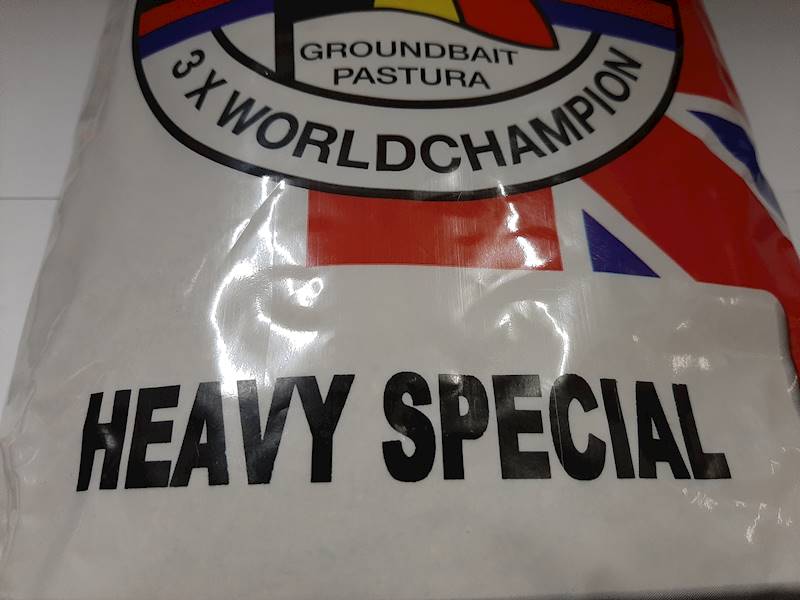 GROUNDBAIT
PASTURA
3 X WORLDCHAMPION
HEAVY SPECIAL